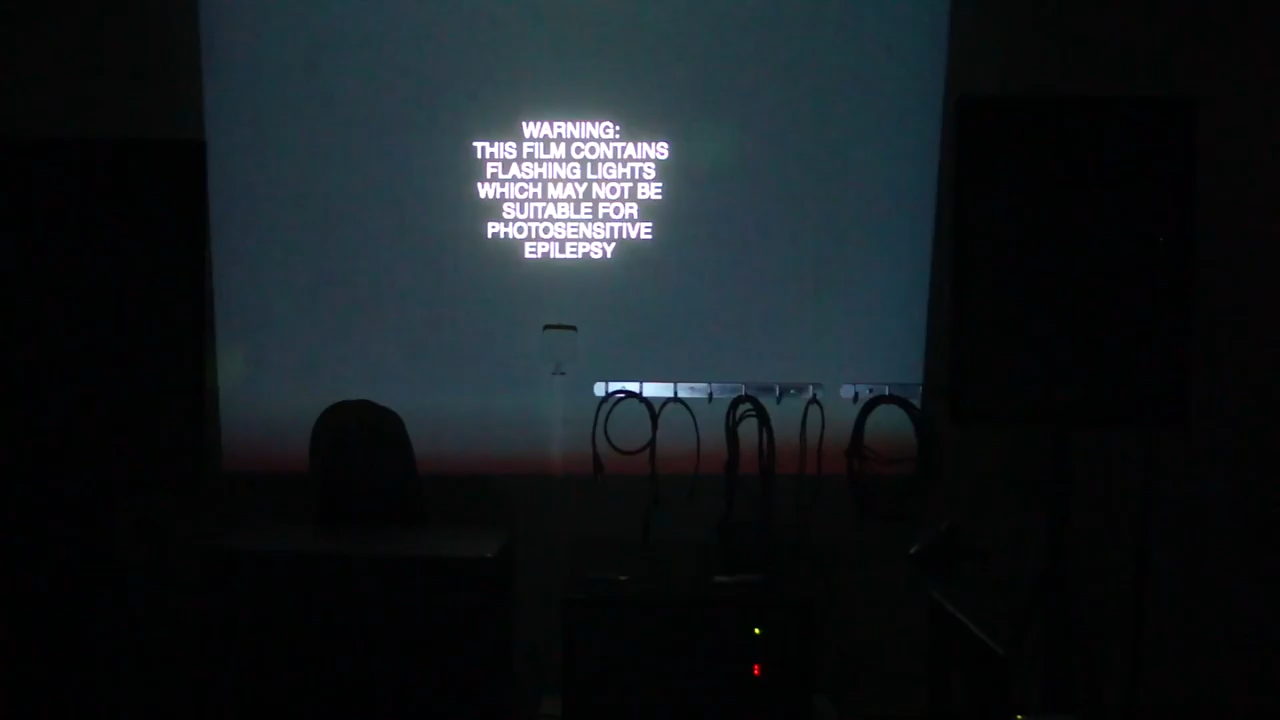 WARNING:
THIS FILM CONTAINS
FLASHING LIGHTS
WHICH MAY NOT BE
SUITABLE FOR
PHOTOSENSITIVE
EPILEPSY